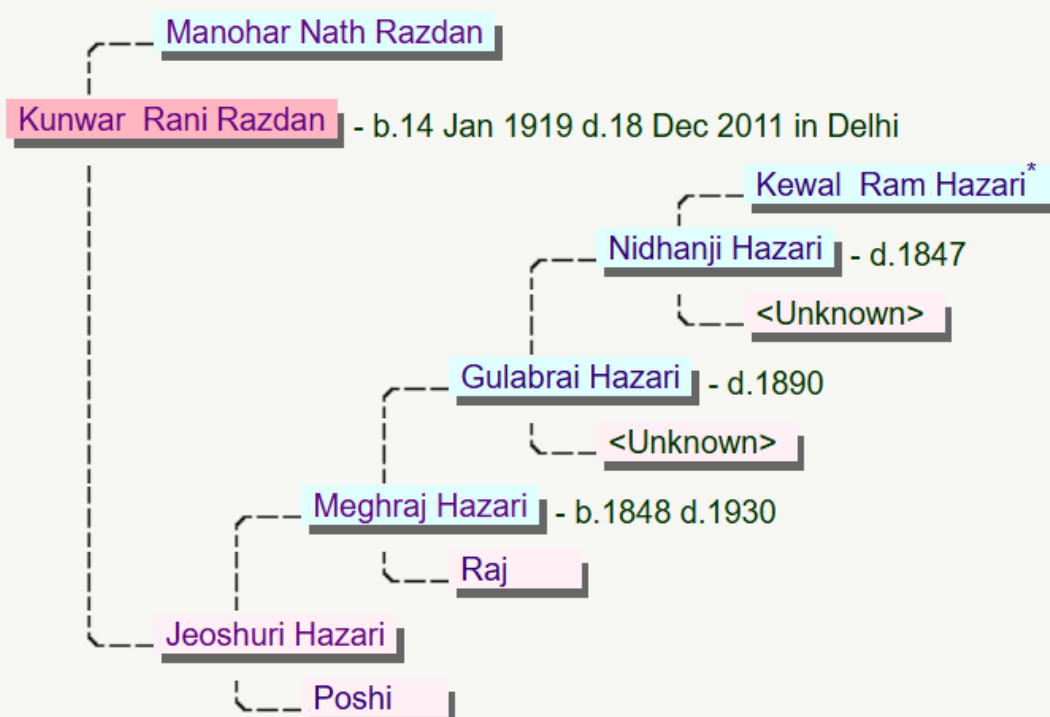 Manohar Nath Razdan
Kunwar Rani Razdan - b.14 Jan 1919 d.18 Dec 2011 in Delhi
Kewal Ram Hazari*
Nidhanji Hazari - d.1847
<Unknown>
Gulabrai Hazari - d.1890
<Unknown>
Meghraj Hazari - b.1848 d.1930
Raj
Jeoshuri Hazari
Poshi